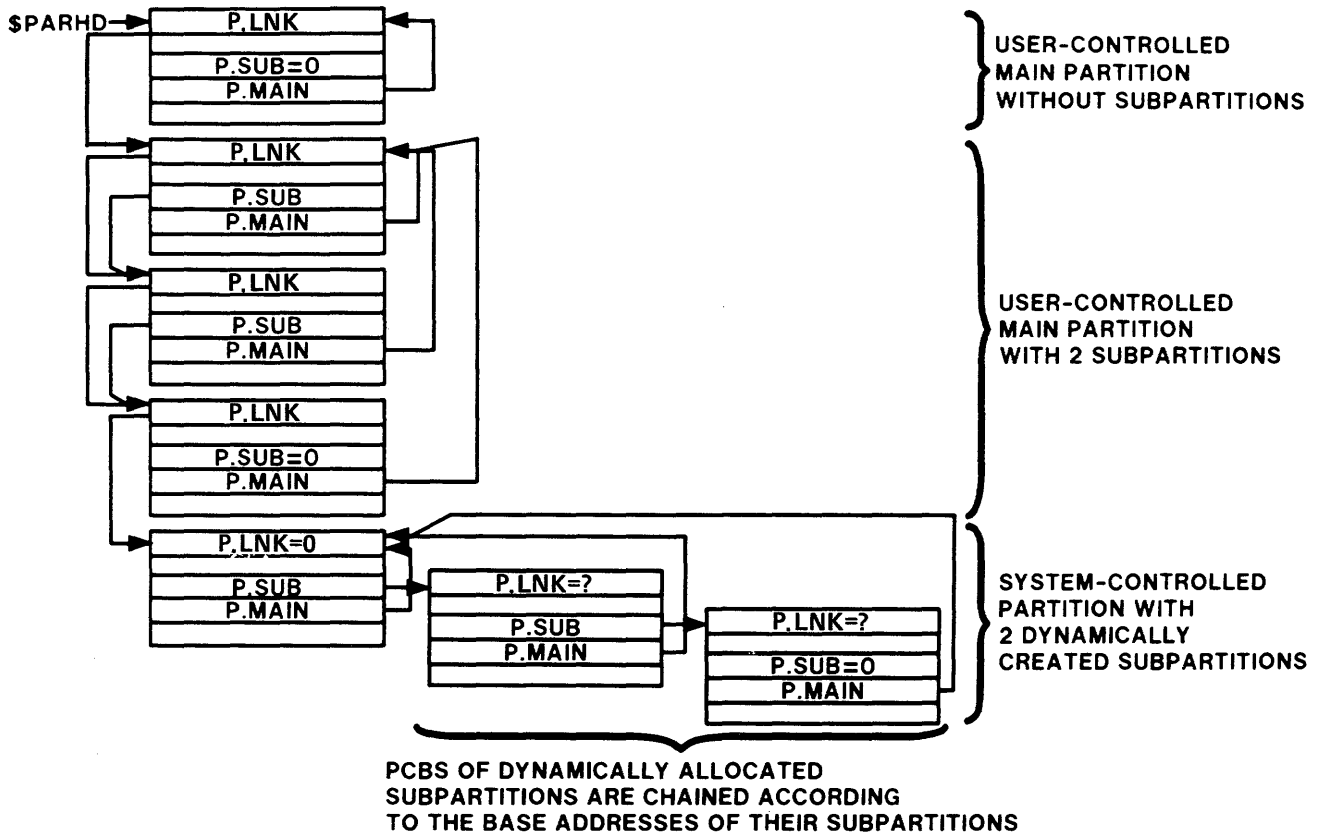 $PARHD
P.LNK
P.SUB=0
P.MAIN
USER-CONTROLLED
MAIN PARTITION
WITHOUT SUBPARTITIONS
P.LNK
P.SUB
P.MAIN
P.LNK
P.SUB
P.MAIN
P.LNK
P.SUB=0
P.MAIN
USER-CONTROLLED
MAIN PARTITION
WITH 2 SUBPARTITIONS
P.LNK=0
P.SUB
P.MAIN
P.LNK=?
P.SUB
P.MAIN
P.LNK=?
P.SUB=0
P.MAIN
SYSTEM-CONTROLLED
PARTITION WITH
2 DYNAMICALLY
CREATED SUBPARTITIONS
PCBS OF DYNAMICALLY ALLOCATED
SUBPARTITIONS ARE CHAINED ACCORDING
TO THE BASE ADDRESSES OF THEIR SUBPARTITIONS